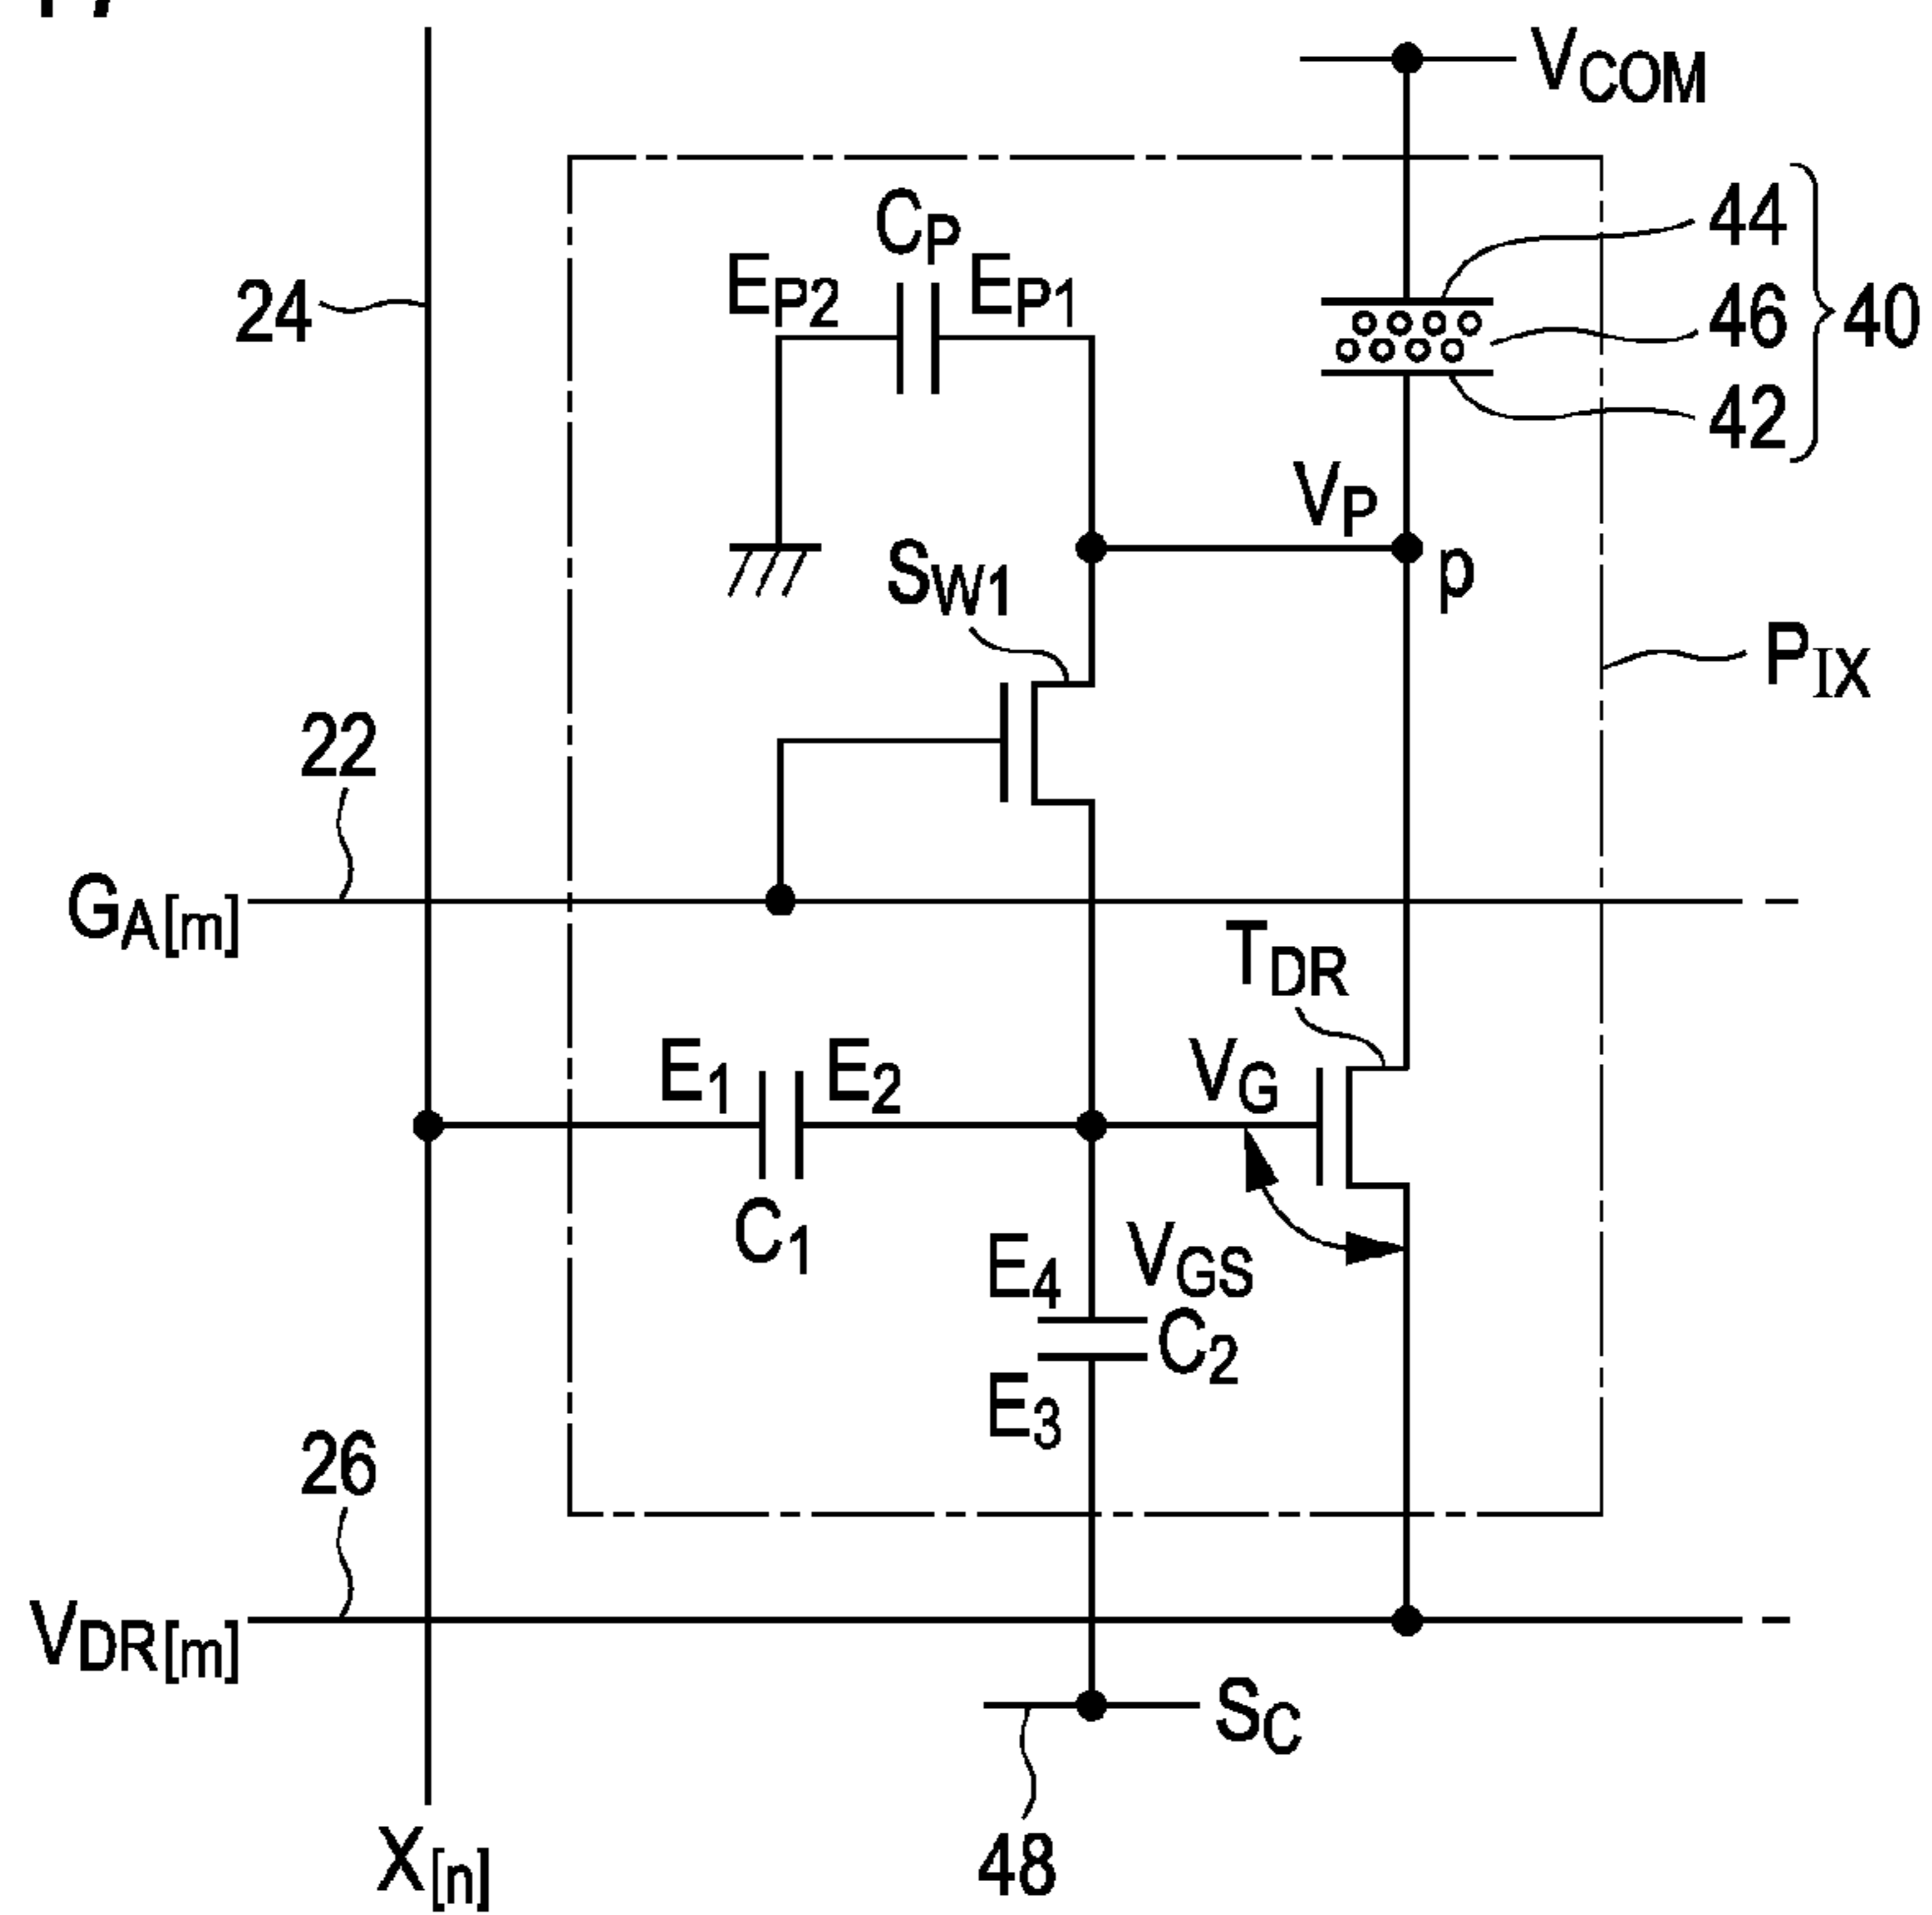 VCOM
44
CP
EP2
EP1
24
46
40
42
VP
SW1
p
PIX
22
GA[m]
TDR
E1
E2
VG
C1
E4
VGS
C2
E3
26
VDR[m]
SC
X[n]
48